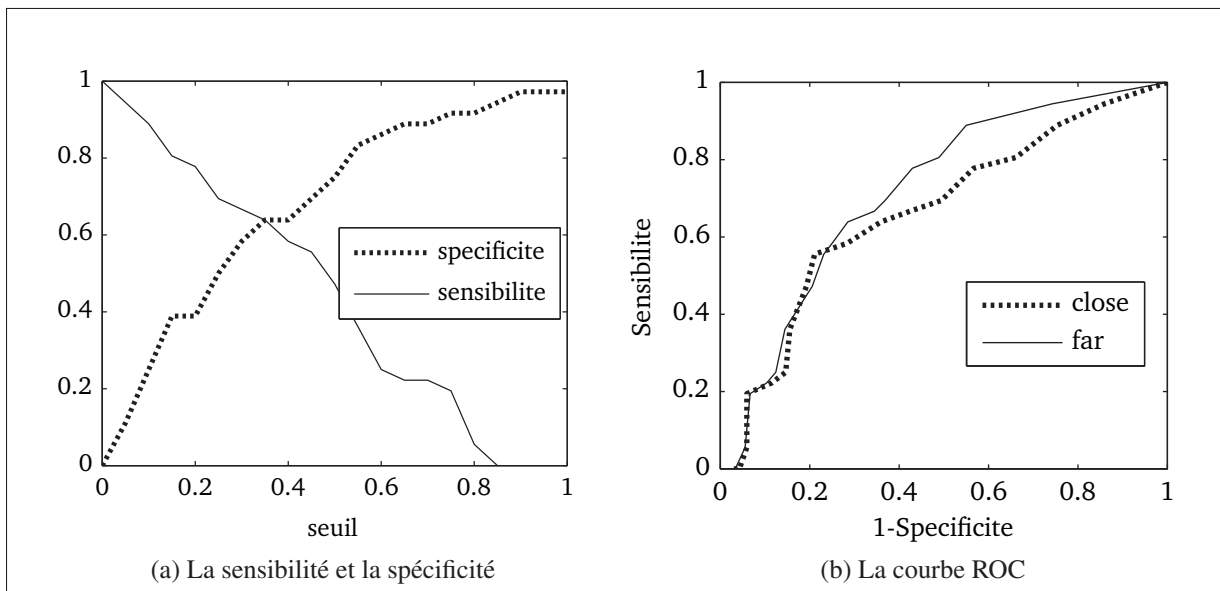 1
0.8
0.6
0.4
0.2
0
0 0.2 0.4 0.6 0.8 1
seuil
specificite
sensibilite
(a) La sensibilité et la spécificité
Sensibilite
1
0.8
0.6
0.4
0.2
0
0 0.2 0.4 0.6 0.8 1
1-Specificite
close
far
(b) La courbe ROC